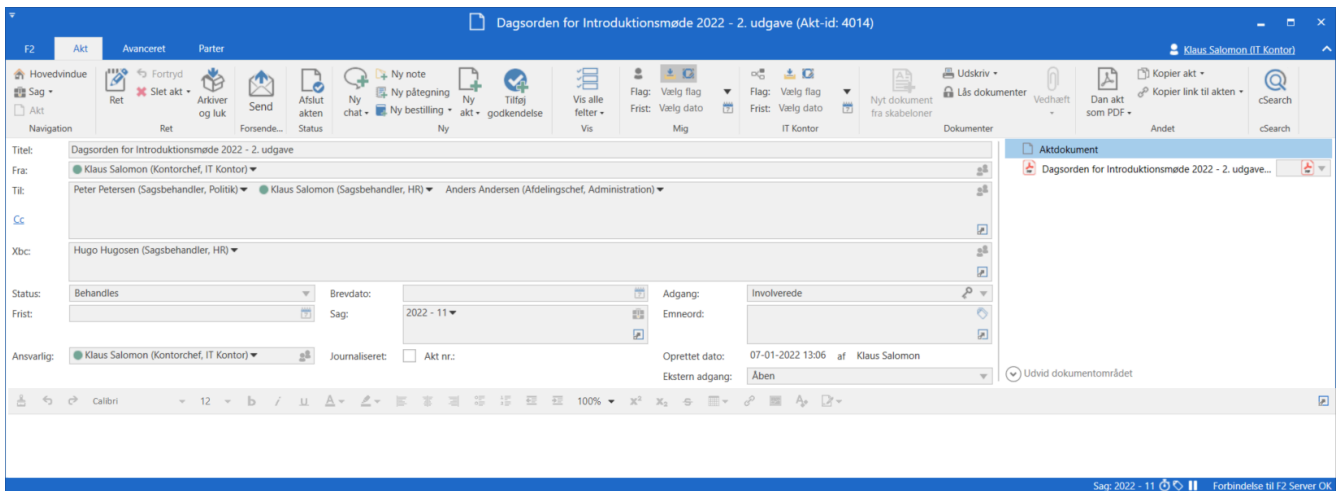 Dagsorden for Introduktionsmøde 2022 - 2. udgave (Akt-id: 4014)
F2 Akt Avanceret Parter Klaus Salomon (IT Kontor)
Hovedvindue
Sag
Akt
Navigation
Ret
Fortryd
Slet akt
Arkiver og luk
Ret
Send
Forsende...
Afslut akten
Status
Ny chat
Ny note
Ny påtegning
Ny bestilling
Ny akt
Tilføj godkendelse
Ny
Vis alle felter
Vis
Flag: Vælg flag
Frist: Vælg dato
Mig
Flag: Vælg flag
Frist: Vælg dato
IT Kontor
Nyt dokument fra skabeloner
Udskriv
Lås dokumenter
Vedhæft
Dokumenter
Dan akt som PDF
Kopier akt
Kopier link til akten
Andet
cSearch
cSearch
Titel: Dagsorden for Introduktionsmøde 2022 - 2. udgave
Fra: Klaus Salomon (Kontorchef, IT Kontor)
Til: Peter Petersen (Sagsbehandler, Politik) Klaus Salomon (Sagsbehandler, HR) Anders Andersen (Afdelingschef, Administration)
Cc
Xbc: Hugo Hugosen (Sagsbehandler, HR)
Status: Behandles Brevdato: Adgang: Involverede
Frist: Sag: 2022 - 11 Emneord:
Ansvarlig: Klaus Salomon (Kontorchef, IT Kontor) Journaliseret: Akt nr.: Oprettet dato: 07-01-2022 13:06 af Klaus Salomon
Ekstern adgang: Åben
Aktdokument
Dagsorden for Introduktionsmøde 2022 - 2. udgave...
Udvid dokumentområdet
Calibri 12 b i u A 100% x² x₂ S
Sag: 2022 - 11 Forbindelse til F2 Server OK